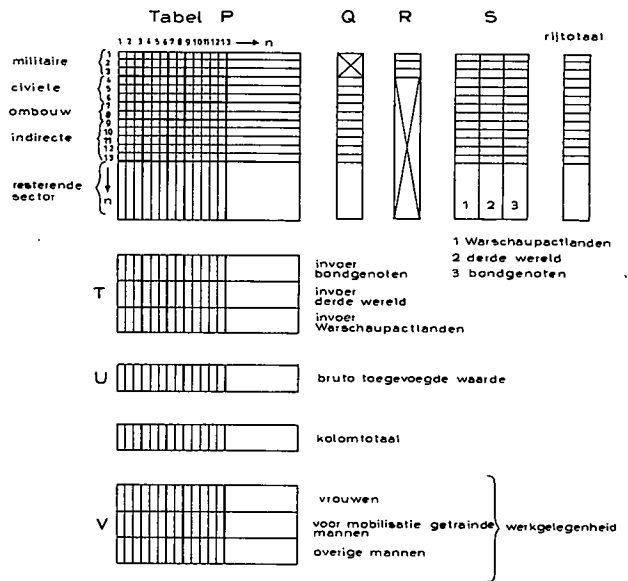 Tabel P Q R S
rijtotaal
1 2 3 4 5 6 7 8 9 10 11 12 13 → n
militaire
civiele
ombouw
indirecte
resterende
sector
1
2
3
4
5
6
7
8
9
10
11
12
13
↓
n
1 2 3
1 Warschaupactlanden
2 derde wereld
3 bondgenoten
T
invoer
bondgenoten
invoer
derde wereld
invoer
Warschaupactlanden
U bruto toegevoegde waarde
kolomtotaal
V
vrouwen
voor mobilisatie getrainde
mannen
overige mannen
werkgelegenheid